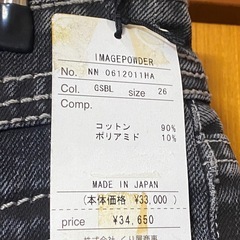 IMAGEPOWDER
No. NN 0612011HA
Col. GSBL size 26
Comp.
コットン 90%
ポリアミド 10%
MADE IN JAPAN
(本体価格 ¥33,000)
price ¥34,650